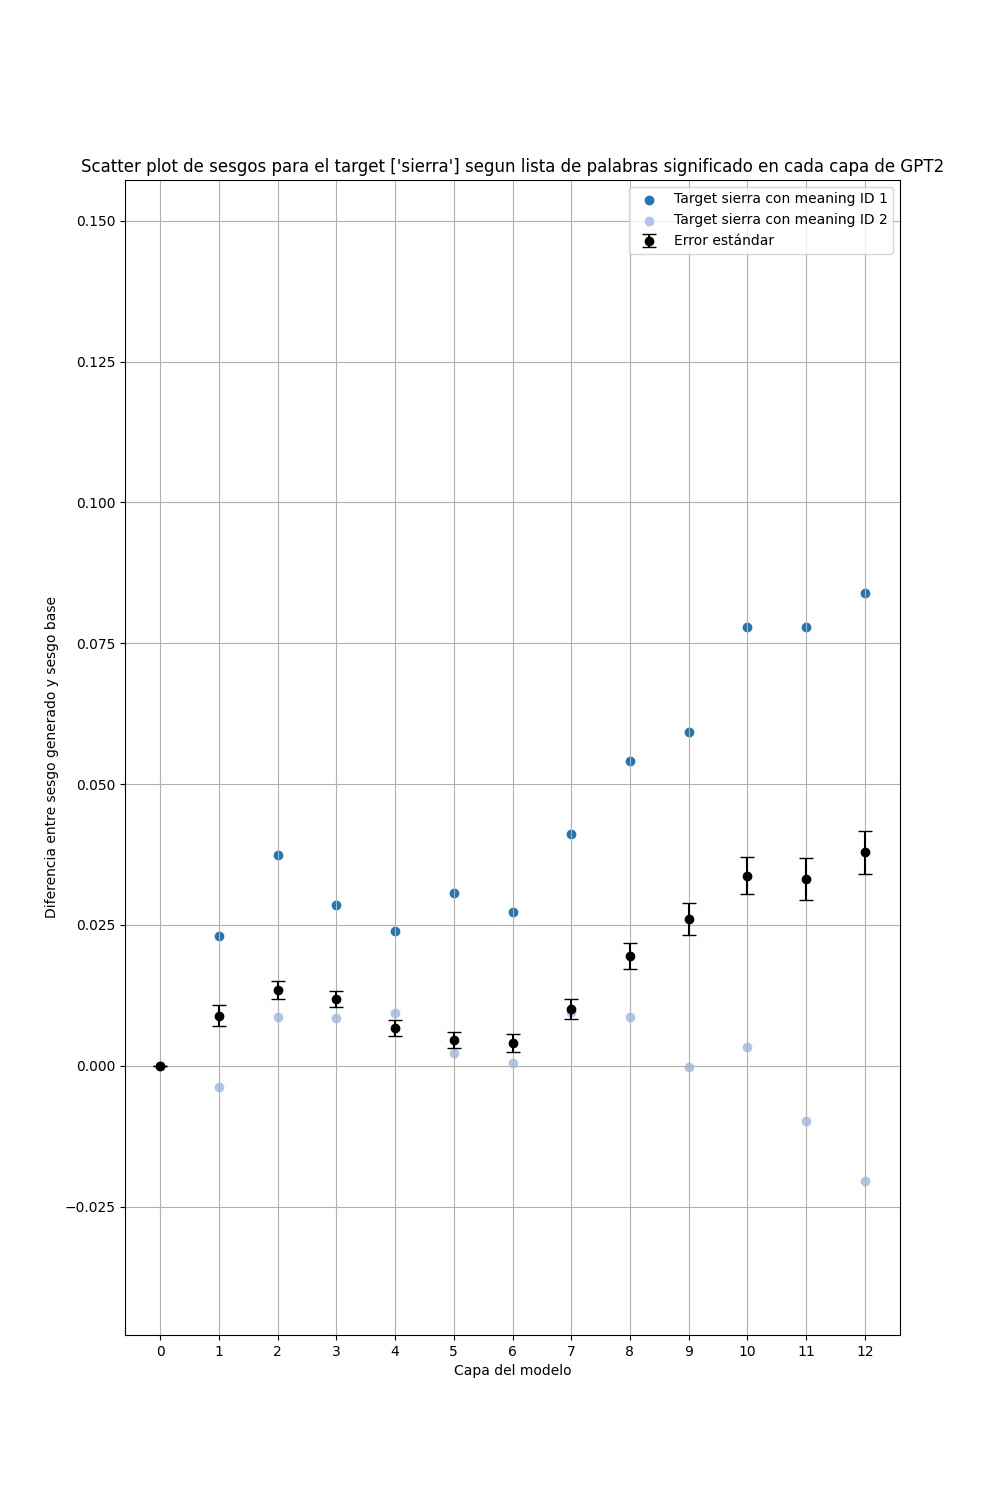 Scatter plot de sesgos para el target ['sierra'] segun lista de palabras significado en cada capa de GPT2
Target sierra con meaning ID 1
Target sierra con meaning ID 2
Error estándar
0.150
0.125
0.100
0.075
0.050
0.025
0.000
−0.025
Diferencia entre sesgo generado y sesgo base
0 1 2 3 4 5 6 7 8 9 10 11 12
Capa del modelo